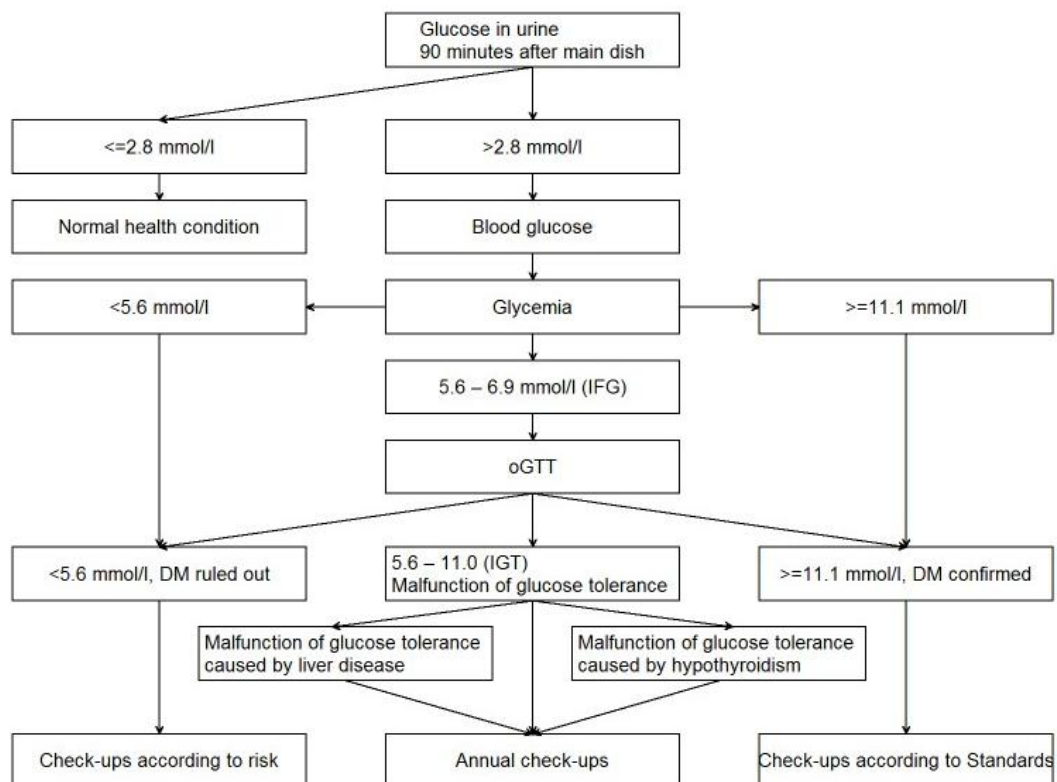 Glucose in urine
90 minutes after main dish
<=2.8 mmol/l
>2.8 mmol/l
Normal health condition
Blood glucose
<5.6 mmol/l
Glycemia
>=11.1 mmol/l
5.6 – 6.9 mmol/l (IFG)
oGTT
<5.6 mmol/l, DM ruled out
5.6 – 11.0 (IGT)
Malfunction of glucose tolerance
>=11.1 mmol/l, DM confirmed
Malfunction of glucose tolerance
caused by liver disease
Malfunction of glucose tolerance
caused by hypothyroidism
Check-ups according to risk
Annual check-ups
Check-ups according to Standards